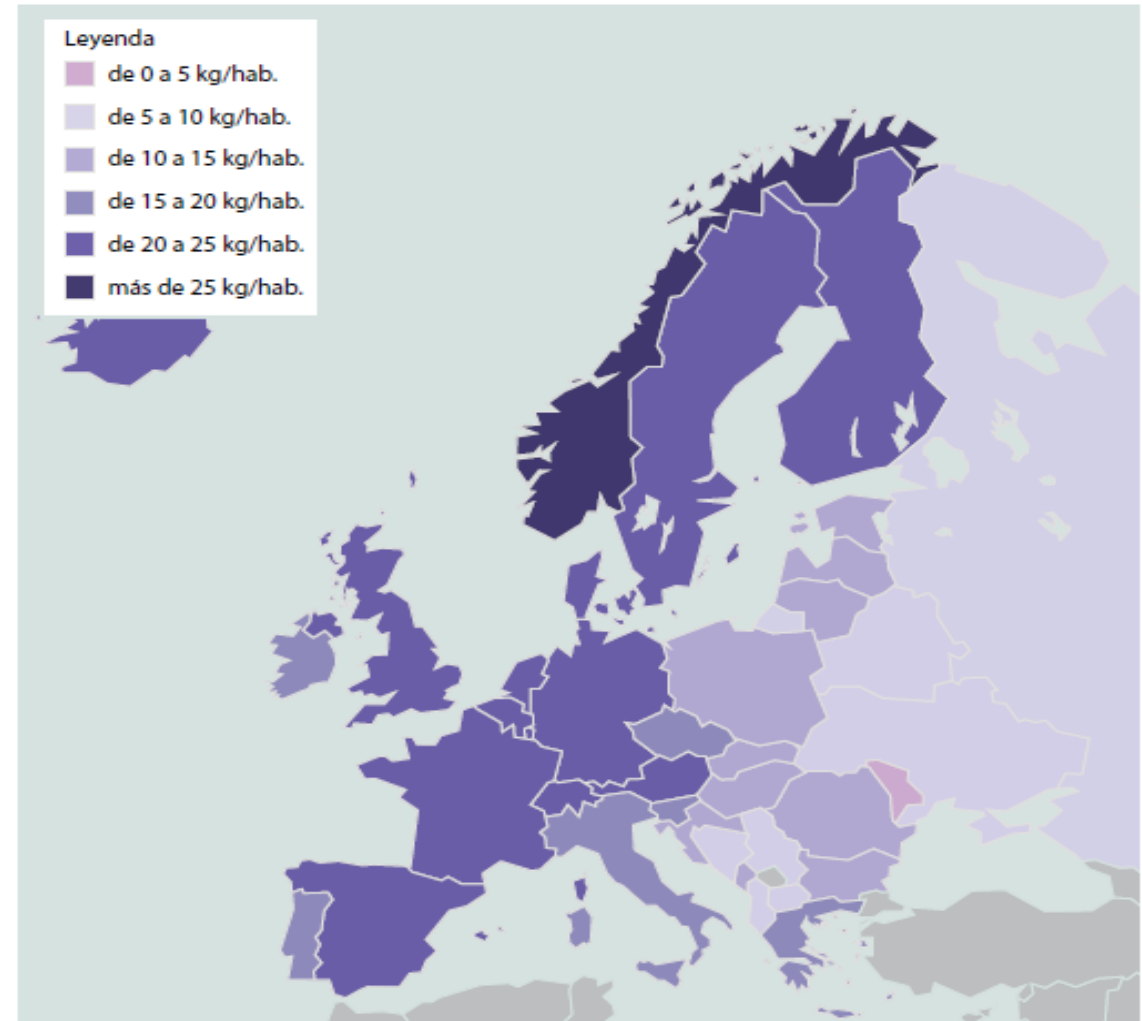 Leyenda
de 0 a 5 kg/hab.
de 5 a 10 kg/hab.
de 10 a 15 kg/hab.
de 15 a 20 kg/hab.
de 20 a 25 kg/hab.
más de 25 kg/hab.